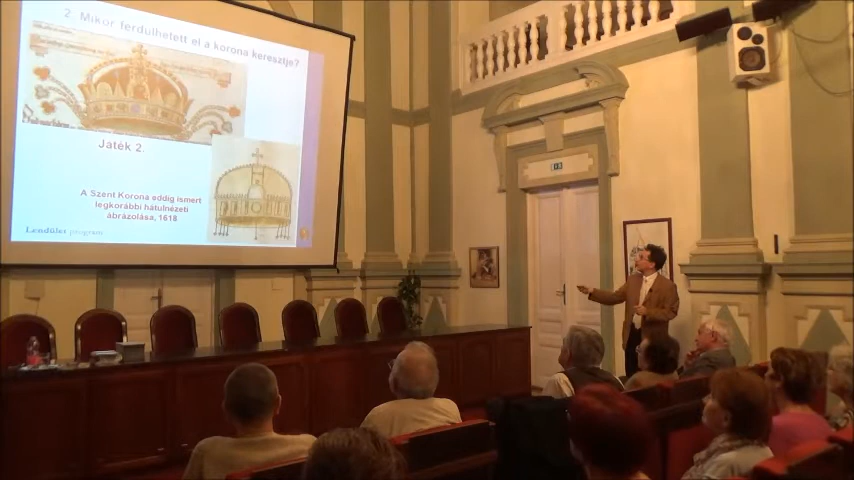 2. Mikor ferdülhetett el a korona keresztje?
Játék 2.
A Szent Korona eddig ismert
legkorábbi hátulnézeti
ábrázolása, 1618
Lendület program